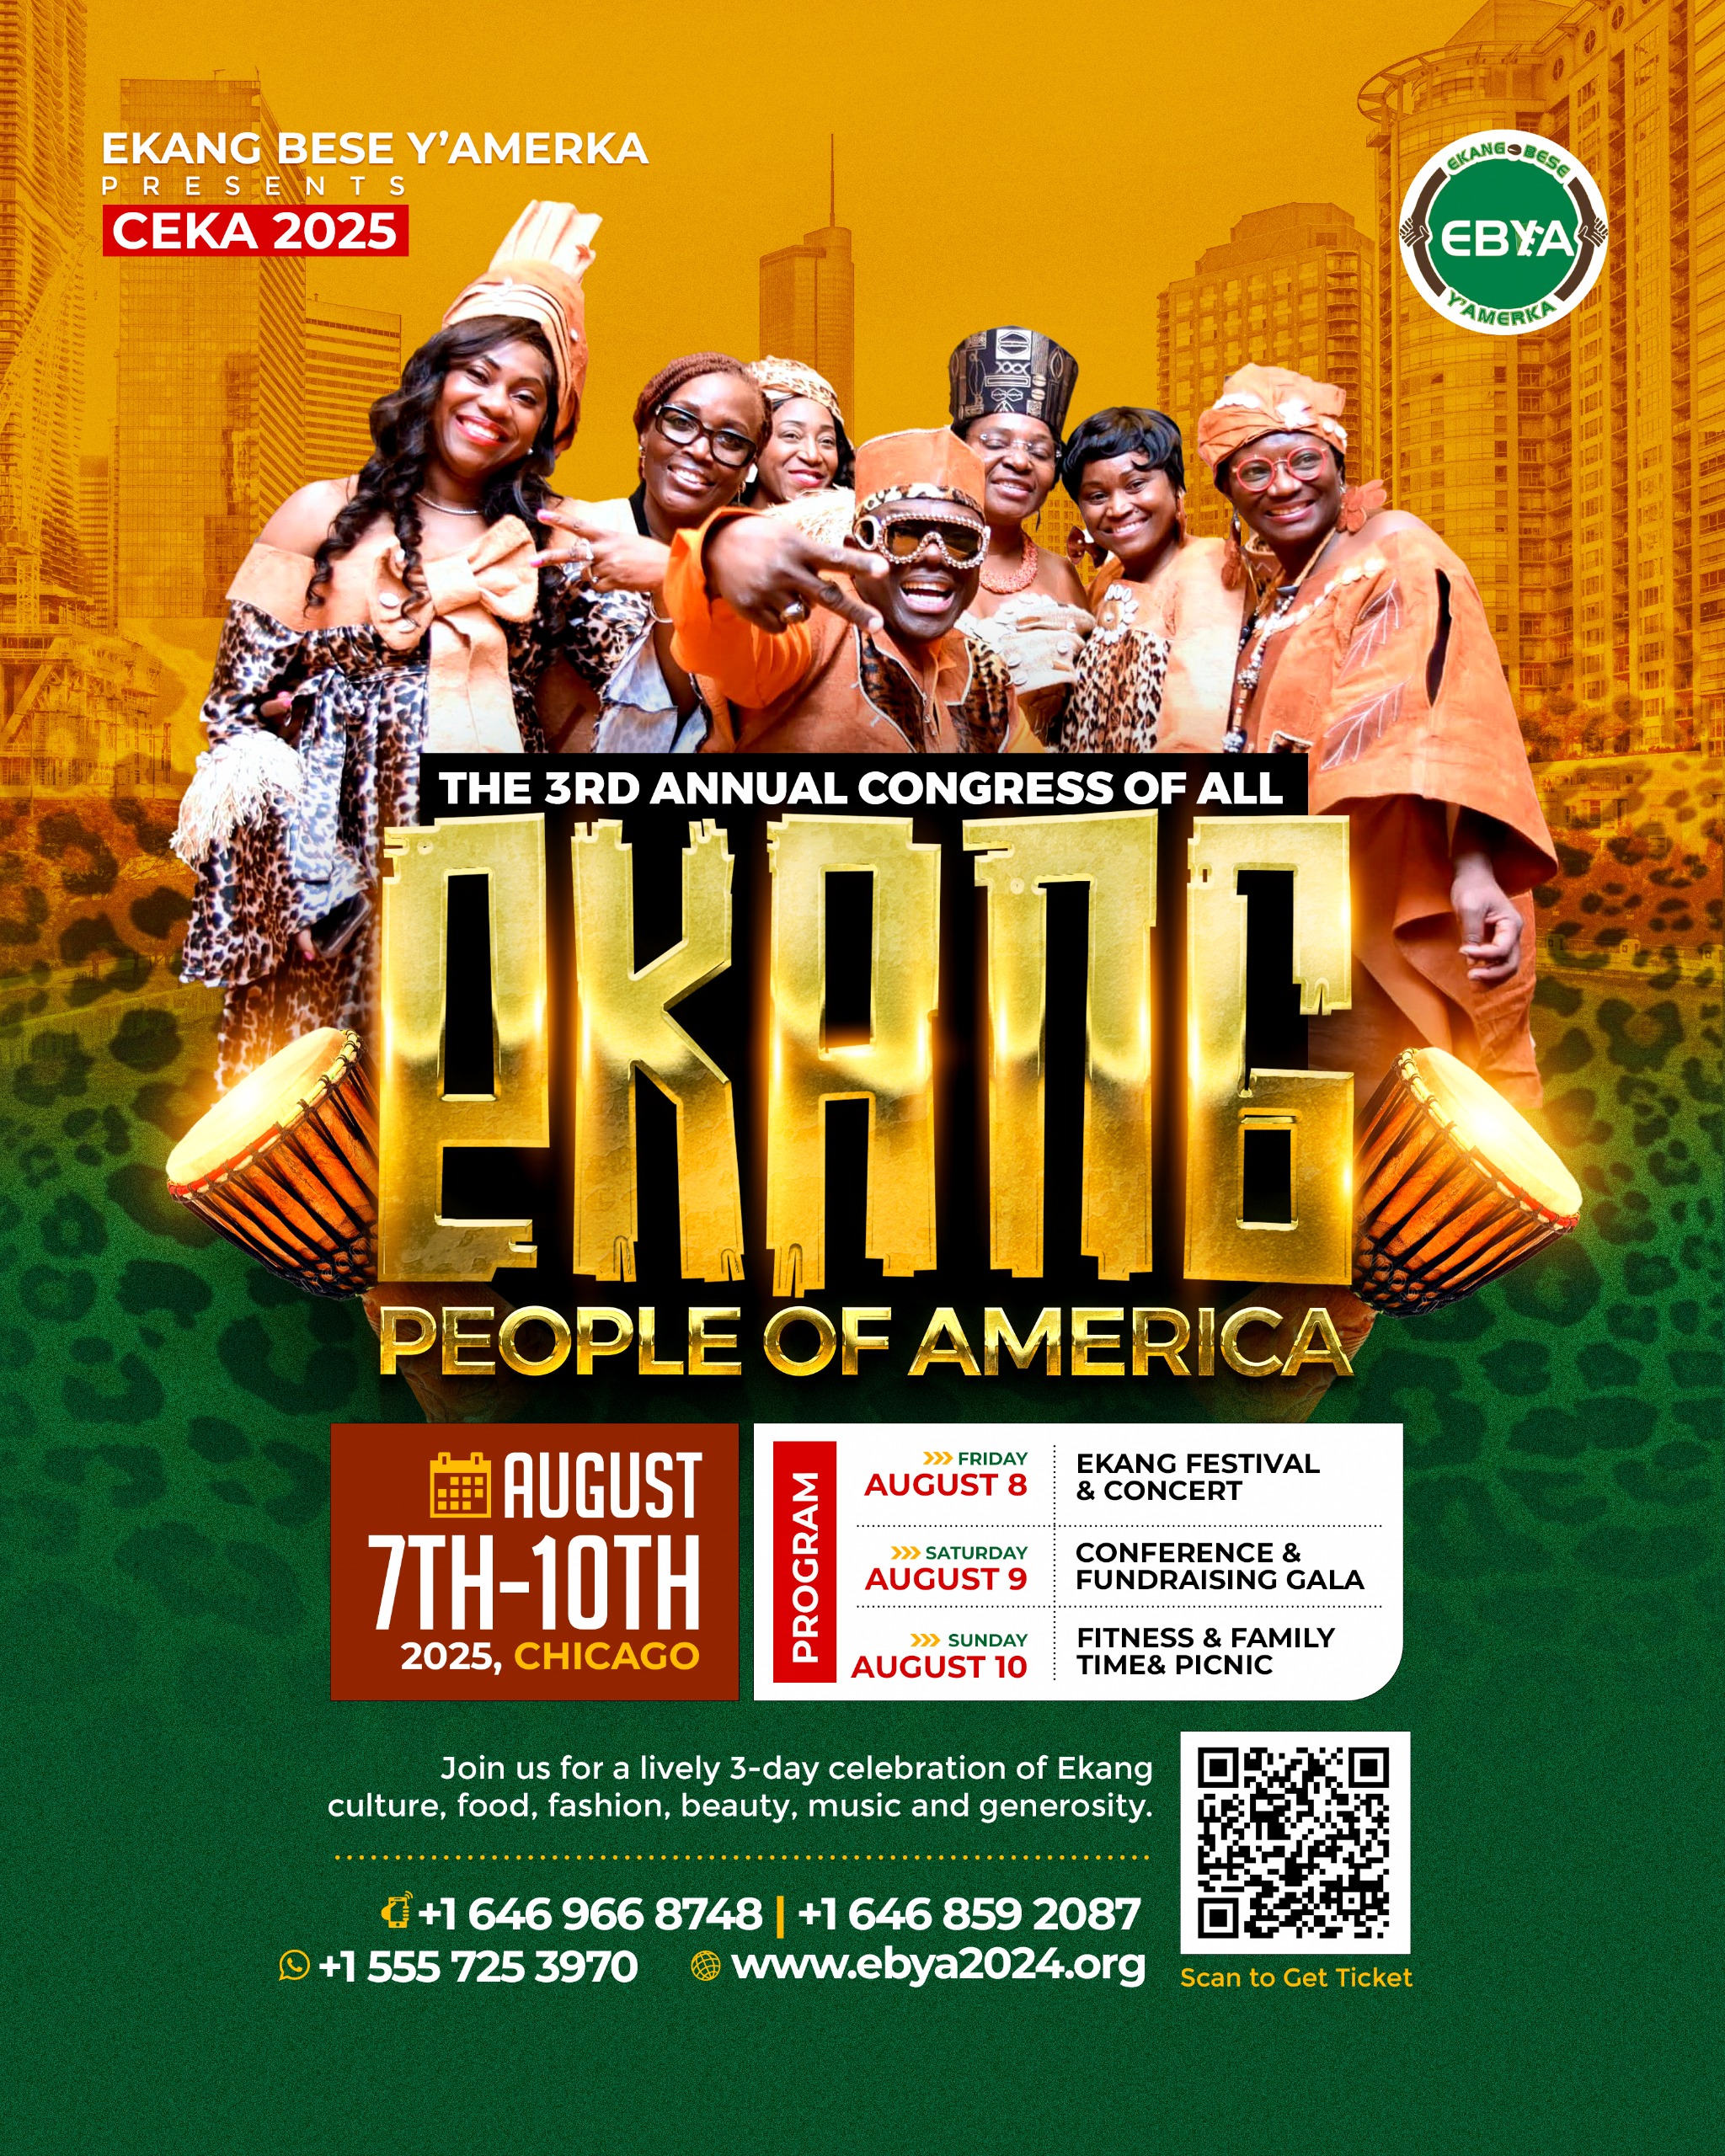 EKANG BESE Y'AMERKA
PRESENTS
CEKA 2025
EKANG BESE
EBYA
Y'AMERKA
THE 3RD ANNUAL CONGRESS OF ALL
eKANG
PEOPLE OF AMERICA
AUGUST
7TH-10TH
2025, CHICAGO
PROGRAM
FRIDAY
AUGUST 8
EKANG FESTIVAL
& CONCERT
SATURDAY
AUGUST 9
CONFERENCE &
FUNDRAISING GALA
SUNDAY
AUGUST 10
FITNESS & FAMILY
TIME& PICNIC
Join us for a lively 3-day celebration of Ekang
culture, food, fashion, beauty, music and generosity.
+1 646 966 8748 | +1 646 859 2087
+1 555 725 3970 www.ebya2024.org
Scan to Get Ticket